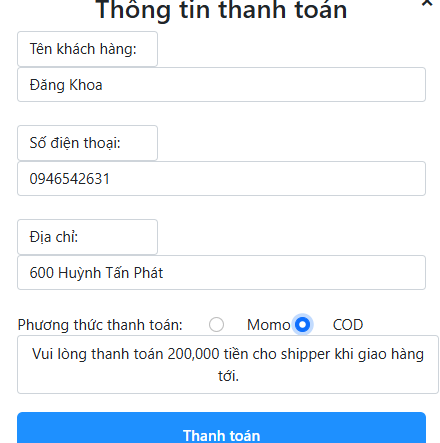 Thông tin thanh toán
×
Tên khách hàng:
Đăng Khoa
Số điện thoại:
0946542631
Địa chỉ:
600 Huỳnh Tấn Phát
Phương thức thanh toán: Momo COD
Vui lòng thanh toán 200,000 tiền cho shipper khi giao hàng
tới.
Thanh toán